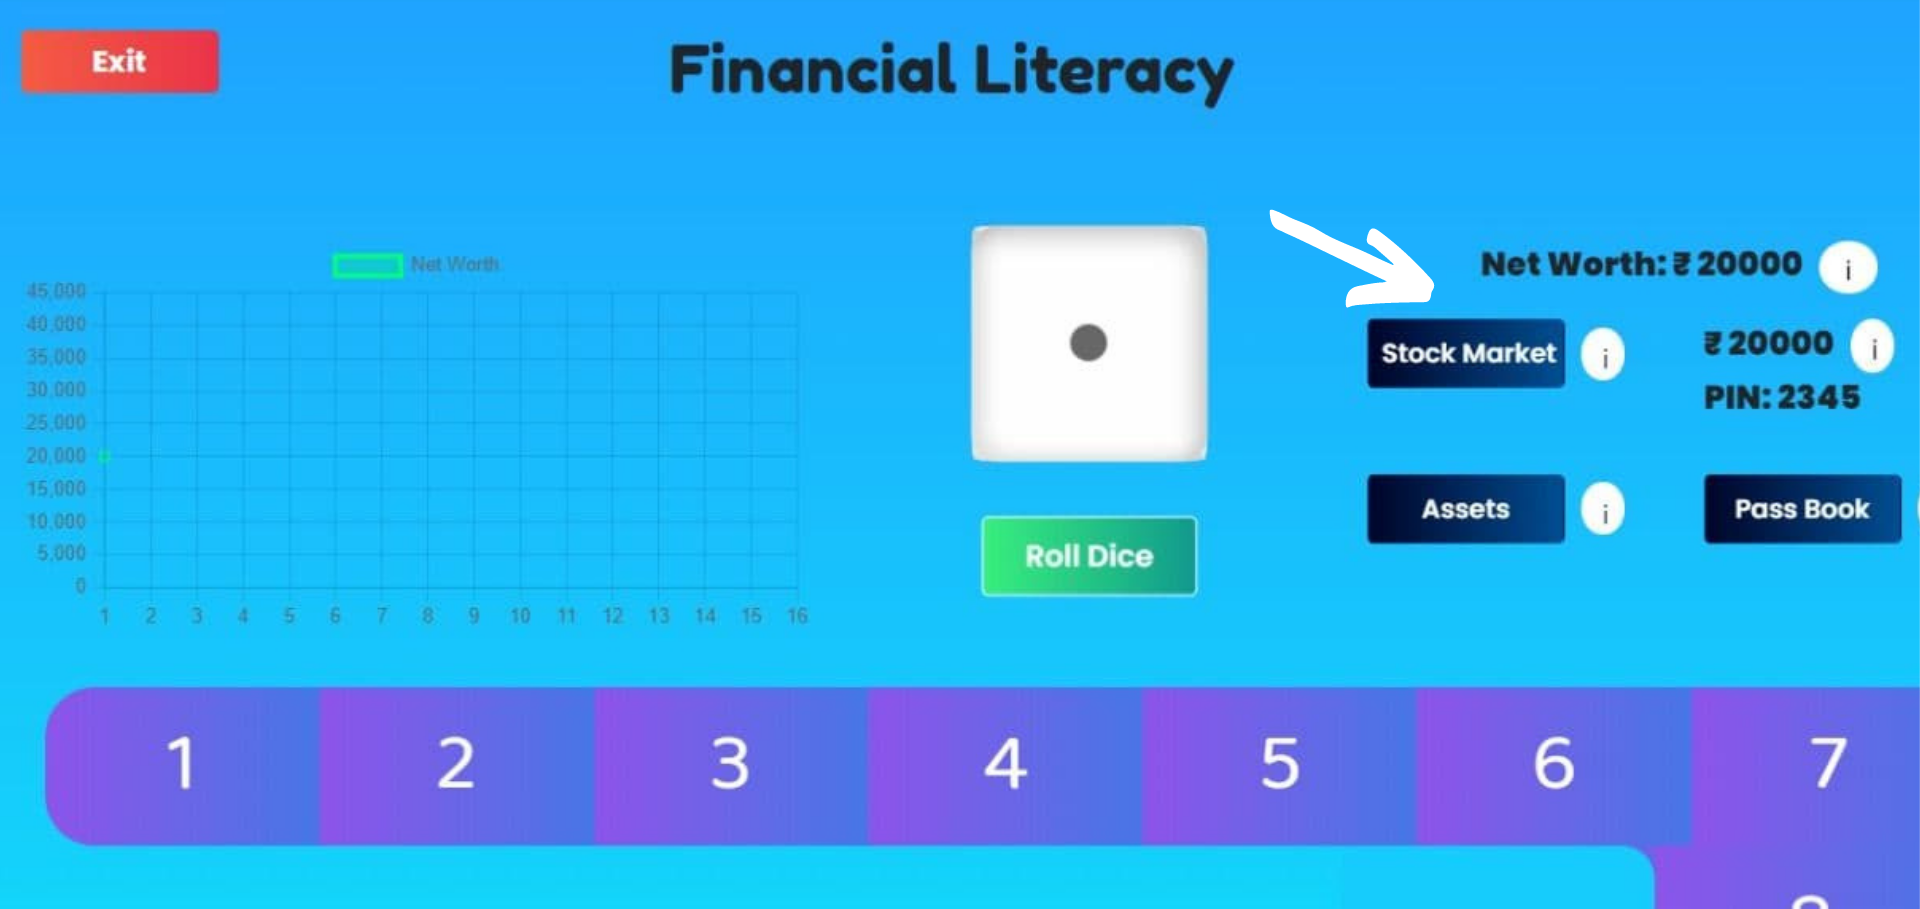 Exit
Financial Literacy
Net Worth
45,000
40,000
35,000
30,000
25,000
20,000
15,000
10,000
5,000
0
1 2 3 4 5 6 7 8 9 10 11 12 13 14 15 16
Roll Dice
Net Worth: ₹ 20000 i
Stock Market i
₹ 20000 i
PIN: 2345
Assets i
Pass Book
1 2 3 4 5 6 7